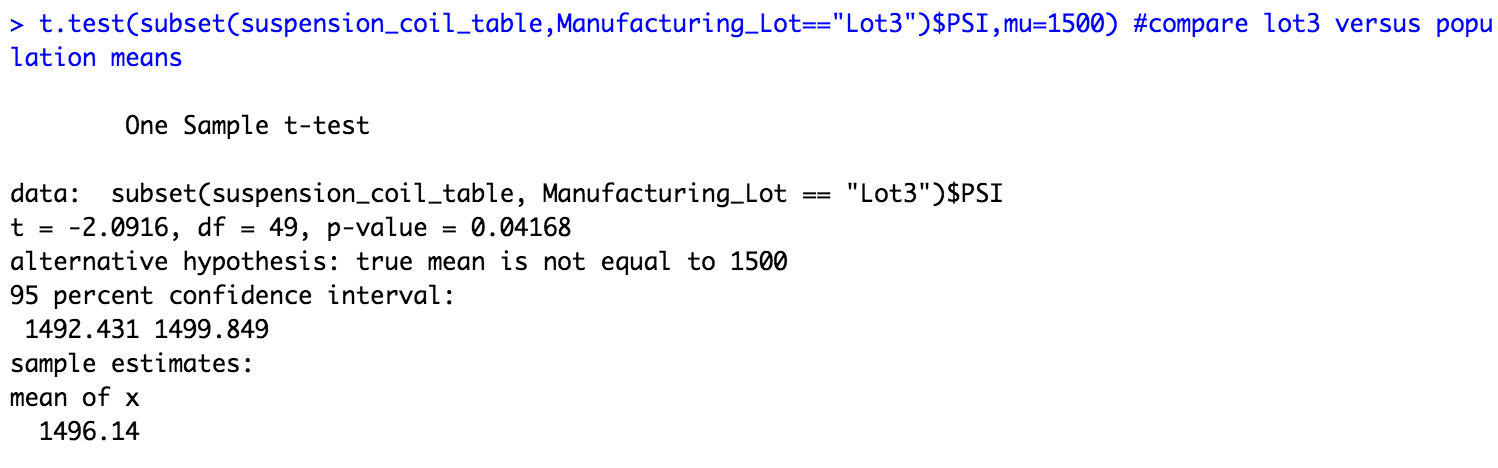 > t.test(subset(suspension_coil_table,Manufacturing_Lot=="Lot3")$PSI,mu=1500) #compare lot3 versus popu
lation means
One Sample t-test
data:  subset(suspension_coil_table, Manufacturing_Lot == "Lot3")$PSI
t = -2.0916, df = 49, p-value = 0.04168
alternative hypothesis: true mean is not equal to 1500
95 percent confidence interval:
 1492.431 1499.849
sample estimates:
mean of x
  1496.14